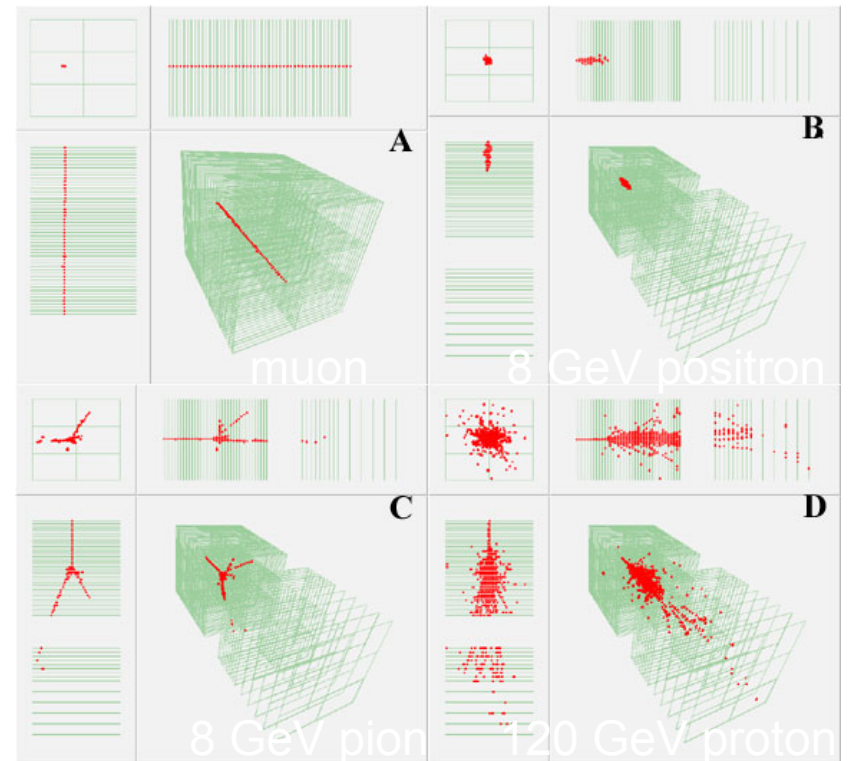 A
B
muon
8 GeV positron
C
D
8 GeV pion
120 GeV proton